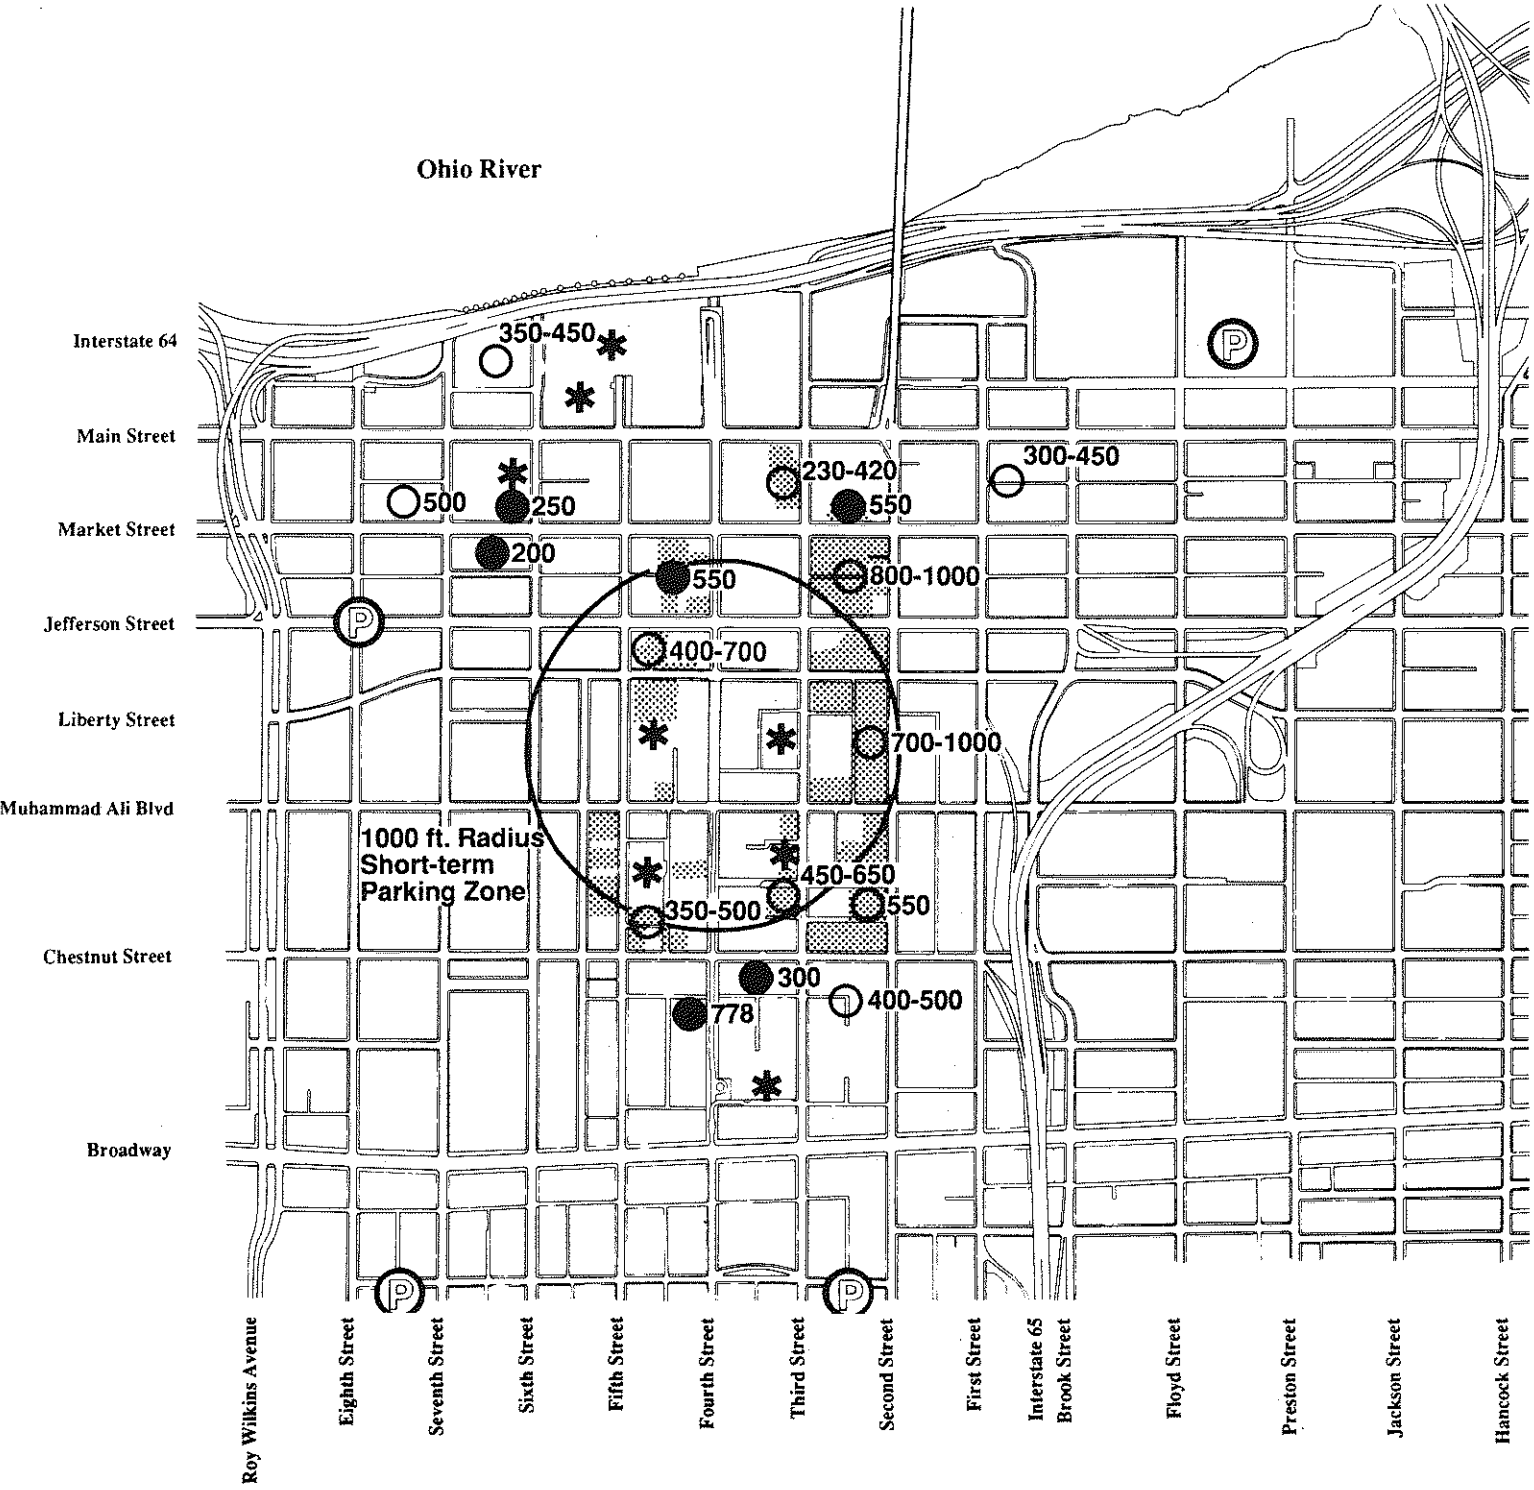 Ohio River
Interstate 64
350-450
P
Main Street
300-450
230-420
500
250
550
Market Street
200
550
800-1000
Jefferson Street
P
400-700
Liberty Street
700-1000
Muhammad Ali Blvd
1000 ft. Radius
Short-term
Parking Zone
450-650
350-500
550
Chestnut Street
300
400-500
778
Broadway
P
P
Roy Wilkins Avenue
Eighth Street
Seventh Street
Sixth Street
Fifth Street
Fourth Street
Third Street
Second Street
First Street
Interstate 65
Brook Street
Floyd Street
Preston Street
Jackson Street
Hancock Street